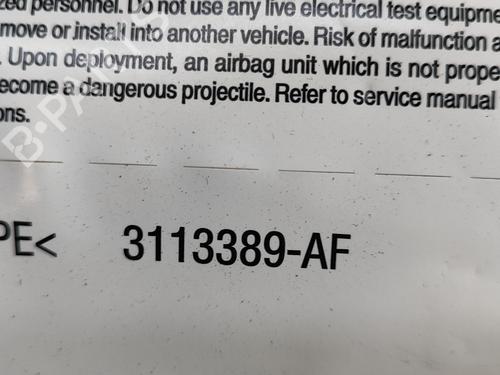 zed personnel. Do not use any live electrical test equipme
move or install into another vehicle. Risk of malfunction a
. Upon deployment, an airbag unit which is not prope
ecome a dangerous projectile. Refer to service manual
ons.
PE< 3113389-AF
B-PARTS